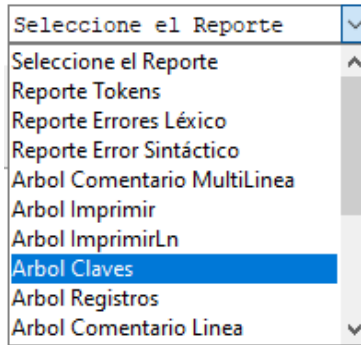 Seleccione el Reporte
Seleccione el Reporte
Reporte Tokens
Reporte Errores Léxico
Reporte Error Sintáctico
Arbol Comentario MultiLinea
Arbol Imprimir
Arbol ImprimirLn
Arbol Claves
Arbol Registros
Arbol Comentario Linea